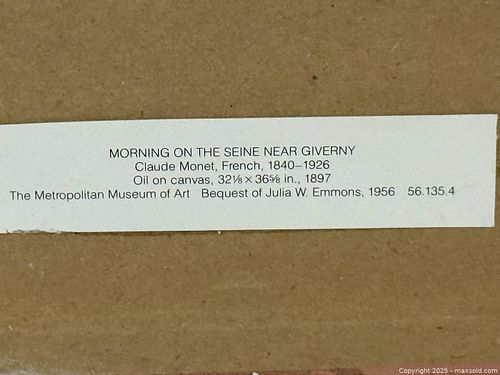 MORNING ON THE SEINE NEAR GIVERNY
Claude Monet, French, 1840–1926
Oil on canvas, 32⅛ × 36⅝ in., 1897
The Metropolitan Museum of Art Bequest of Julia W. Emmons, 1956 56.135.4
Copyright © 2025 - maxsold.com